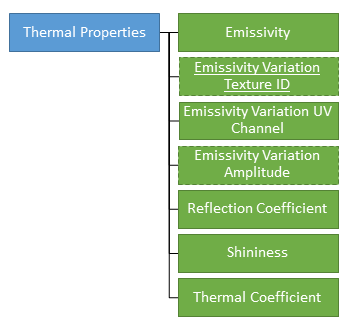 Thermal Properties
Emissivity
Emissivity Variation
Texture ID
Emissivity Variation UV
Channel
Emissivity Variation
Amplitude
Reflection Coefficient
Shininess
Thermal Coefficient